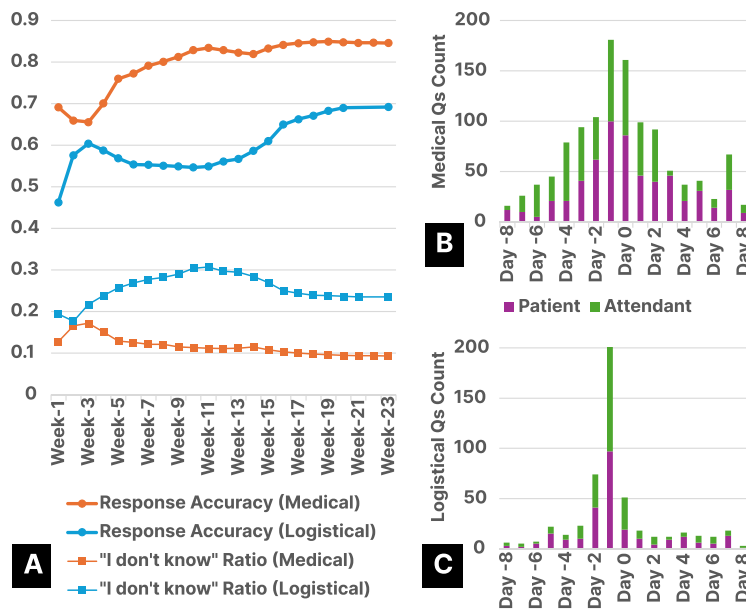 0.9
0.8
0.7
0.6
0.5
0.4
0.3
0.2
0.1
0
Week-1
Week-3
Week-5
Week-7
Week-9
Week-11
Week-13
Week-15
Week-17
Week-19
Week-21
Week-23
Response Accuracy (Medical)
Response Accuracy (Logistical)
"I don't know" Ratio (Medical)
"I don't know" Ratio (Logistical)
A
Medical Qs Count
200
150
100
50
0
Day -8
Day -6
Day -4
Day -2
Day 0
Day 2
Day 4
Day 6
Day 8
B
Patient
Attendant
Logistical Qs Count
200
150
100
50
0
Day -8
Day -6
Day -4
Day -2
Day 0
Day 2
Day 4
Day 6
Day 8
C